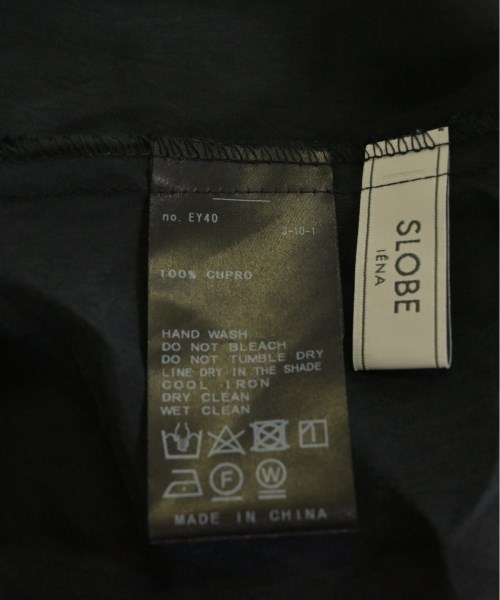 no. EY40
3-10-1
100% CUPRO
HAND WASH
DO NOT BLEACH
DO NOT TUMBLE DRY
LINE DRY IN THE SHADE
COOL IRON
DRY CLEAN
WET CLEAN
F
W
MADE IN CHINA
SLOBE
IÉNA